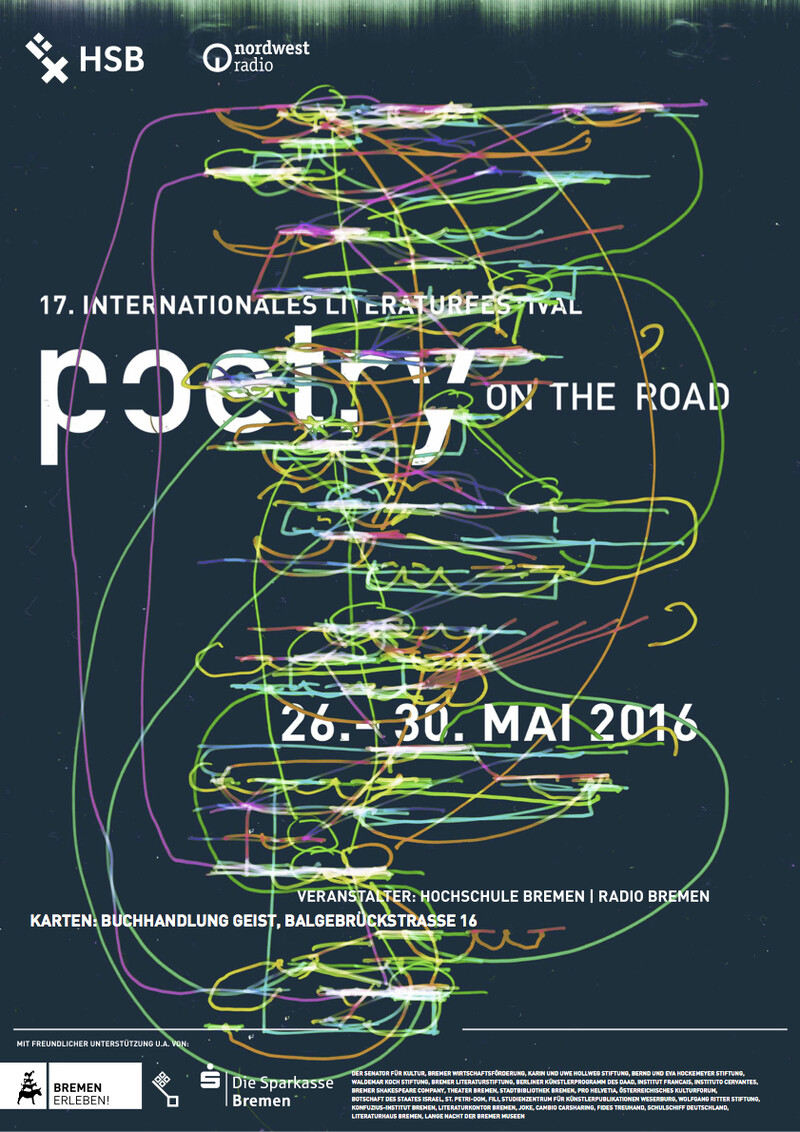 HSB
nordwest
radio
17. INTERNATIONALES LITERATURFESTIVAL
poetry
ON THE ROAD
26.– 30. MAI 2016
VERANSTALTER: HOCHSCHULE BREMEN | RADIO BREMEN
KARTEN: BUCHHANDLUNG GEIST, BALGEBRÜCKSTRASSE 16
MIT FREUNDLICHER UNTERSTÜTZUNG U.A. VON:
BREMEN
ERLEBEN!
Die Sparkasse
Bremen
DER SENATOR FÜR KULTUR, BREMER WIRTSCHAFTSFÖRDERUNG, KARIN UND UWE HOLLWEG STIFTUNG, BERND UND EVA HOCKEMEYER STIFTUNG,
WALDEMAR KOCH STIFTUNG, BREMER LITERATURSTIFTUNG, BERLINER KÜNSTLERPROGRAMM DES DAAD, INSTITUT FRANCAIS, INSTITUTO CERVANTES,
BREMER SHAKESPEARE COMPANY, THEATER BREMEN, STADTBIBLIOTHEK BREMEN, PRO HELVETIA, ÖSTERREICHISCHES KULTURFORUM,
BOTSCHAFT DES STAATES ISRAEL, ST. PETRI-DOM, FILI, STUDIENZENTRUM FÜR KÜNSTLERPUBLIKATIONEN WESERBURG, WOLFGANG RITTER STIFTUNG,
KONFUZIUS-INSTITUT BREMEN, LITERATURKONTOR BREMEN, JOKE, CAMBIO CARSHARING, FIDES TREUHAND, SCHULSCHIFF DEUTSCHLAND,
LITERATURHAUS BREMEN, LANGE NACHT DER BREMER MUSEEN